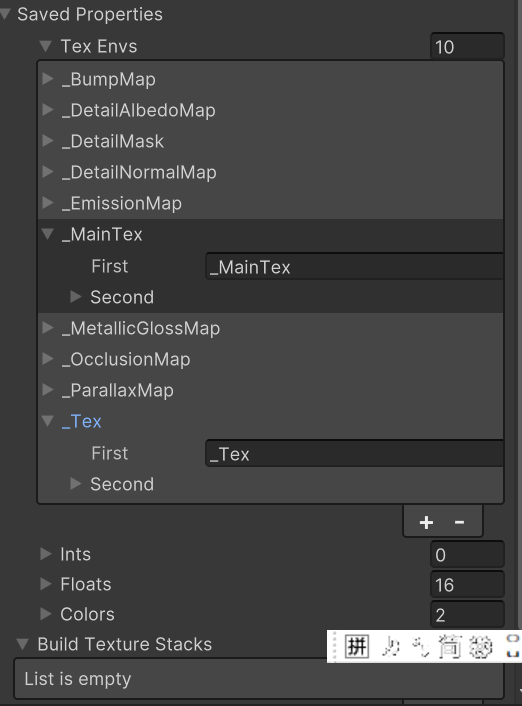 Saved Properties
Tex Envs 10
_BumpMap
_DetailAlbedoMap
_DetailMask
_DetailNormalMap
_EmissionMap
_MainTex
First _MainTex
Second
_MetallicGlossMap
_OcclusionMap
_ParallaxMap
_Tex
First _Tex
Second
+ -
Ints 0
Floats 16
Colors 2
Build Texture Stacks
拼 简
List is empty